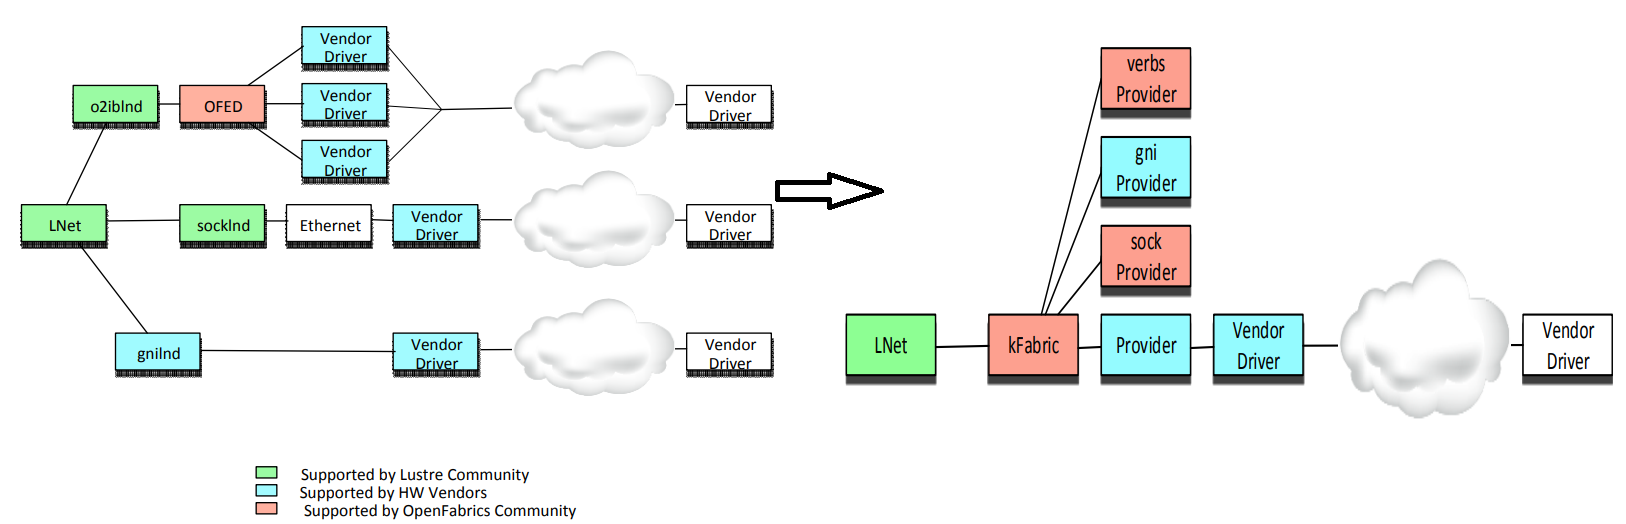 Vendor
Driver
o2iblnd
OFED
Vendor
Driver
Vendor
Driver
Vendor
Driver
LNet
socklnd
Ethernet
Vendor
Driver
Vendor
Driver
gnilnd
Vendor
Driver
Vendor
Driver
verbs
Provider
gni
Provider
sock
Provider
LNet
kFabric
Provider
Vendor
Driver
Vendor
Driver
Supported by Lustre Community
Supported by HW Vendors
Supported by OpenFabrics Community